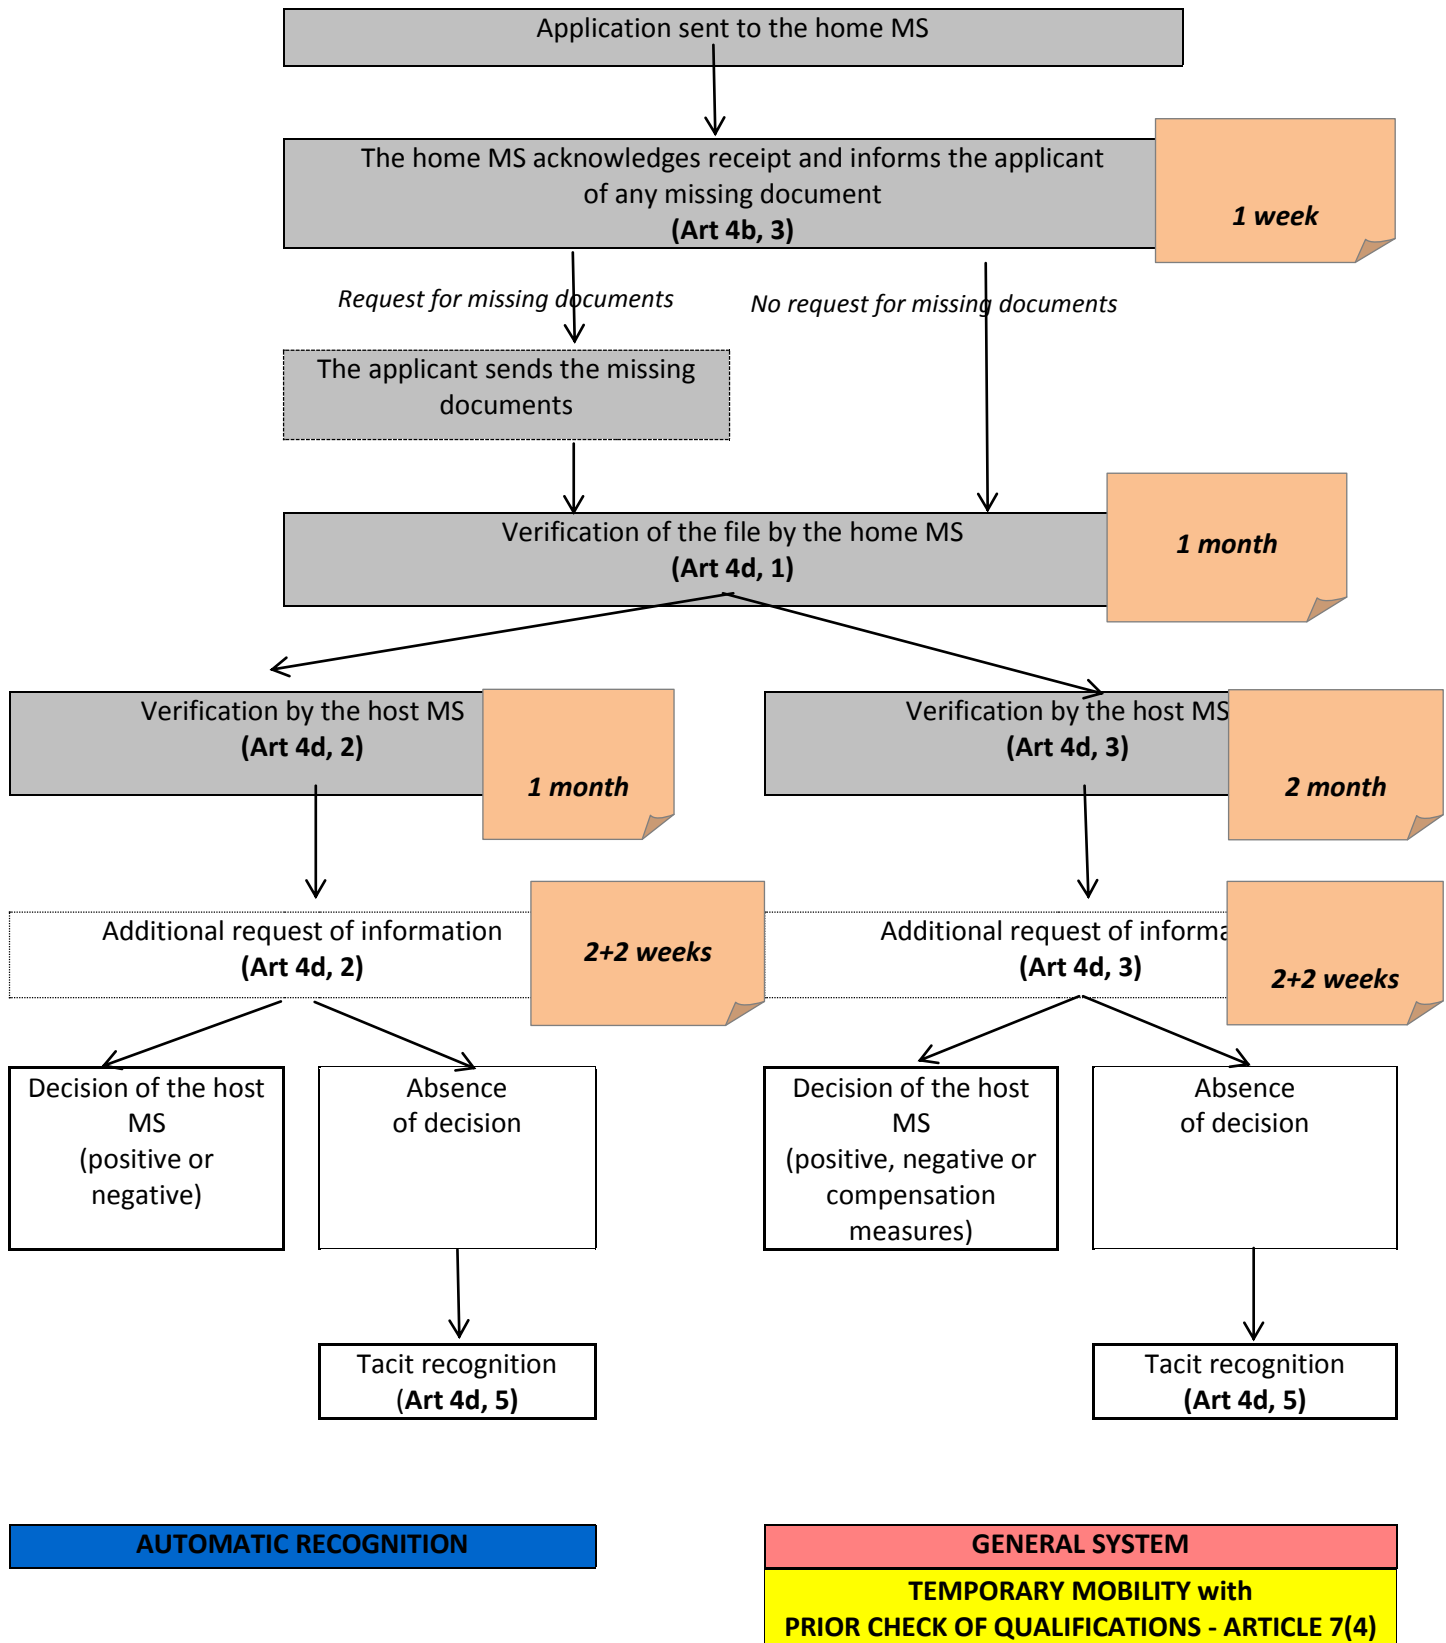 Application sent to the home MS
The home MS acknowledges receipt and informs the applicant
of any missing document
(Art 4b, 3)
1 week
Request for missing documents
No request for missing documents
The applicant sends the missing
documents
Verification of the file by the home MS
(Art 4d, 1)
1 month
Verification by the host MS
(Art 4d, 2)
1 month
Verification by the host MS
(Art 4d, 3)
2 month
Additional request of information
(Art 4d, 2)
2+2 weeks
Additional request of informa
(Art 4d, 3)
2+2 weeks
Decision of the host
MS
(positive or
negative)
Absence
of decision
Decision of the host
MS
(positive, negative or
compensation
measures)
Absence
of decision
Tacit recognition
(Art 4d, 5)
Tacit recognition
(Art 4d, 5)
AUTOMATIC RECOGNITION
GENERAL SYSTEM
TEMPORARY MOBILITY with
PRIOR CHECK OF QUALIFICATIONS - ARTICLE 7(4)